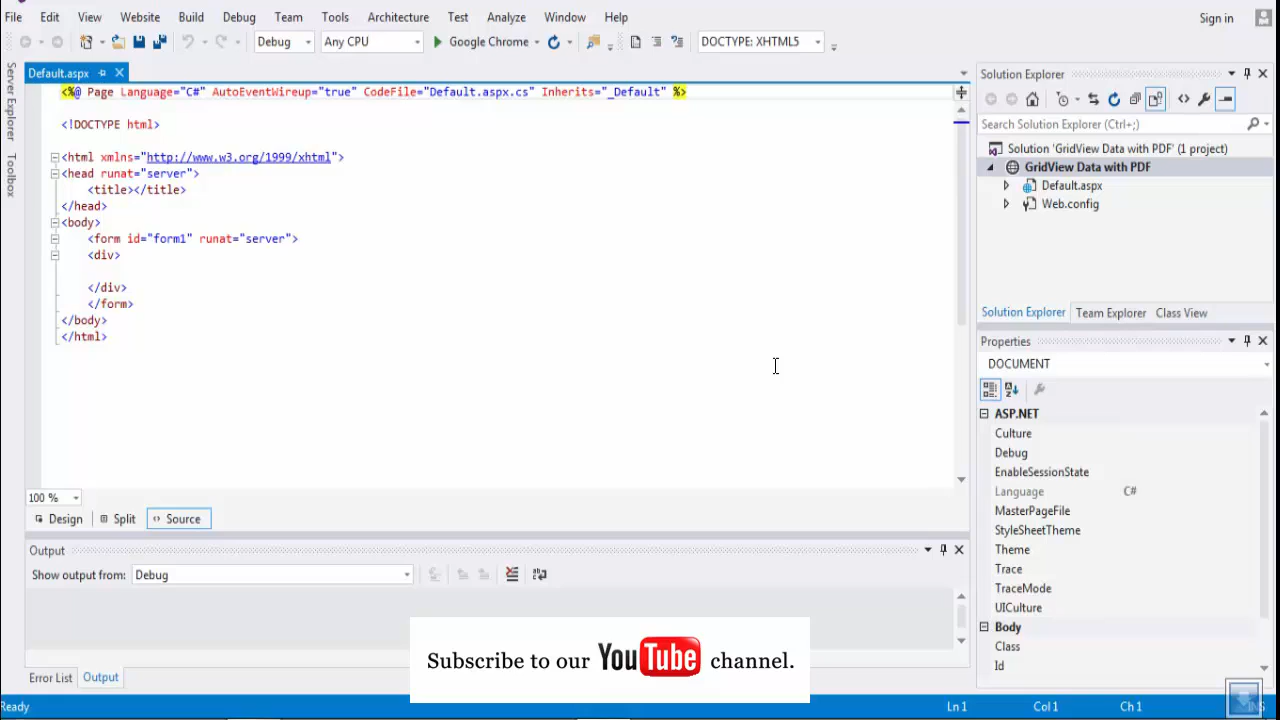 File Edit View Website Build Debug Team Tools Architecture Test Analyze Window Help Sign in
Debug Any CPU Google Chrome DOCTYPE: XHTML5
Server Explorer
Toolbox
Default.aspx
<%@ Page Language="C#" AutoEventWireup="true" CodeFile="Default.aspx.cs" Inherits="_Default" %>
<!DOCTYPE html>
<html xmlns="http://www.w3.org/1999/xhtml">
<head runat="server">
<title></title>
</head>
<body>
<form id="form1" runat="server">
<div>
</div>
</form>
</body>
</html>
100 %
Design Split Source
Solution Explorer
Search Solution Explorer (Ctrl+;)
Solution 'GridView Data with PDF' (1 project)
GridView Data with PDF
Default.aspx
Web.config
Solution Explorer Team Explorer Class View
Properties
DOCUMENT
ASP.NET
Culture
Debug
EnableSessionState
Language C#
MasterPageFile
StyleSheetTheme
Theme
Trace
TraceMode
UICulture
Body
Class
Id
Output
Show output from: Debug
Subscribe to our YouTube channel.
Error List Output
Ready Ln 1 Col 1 Ch 1